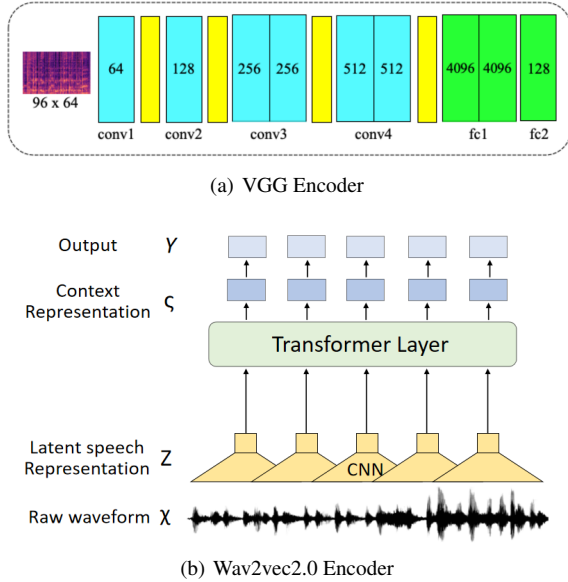 64 128 256 256 512 512 4096 4096 128
96 x 64
conv1 conv2 conv3 conv4 fc1 fc2
(a) VGG Encoder
Output Y
Context
Representation ς
Transformer Layer
Latent speech
Representation Z
CNN
Raw waveform χ
(b) Wav2vec2.0 Encoder